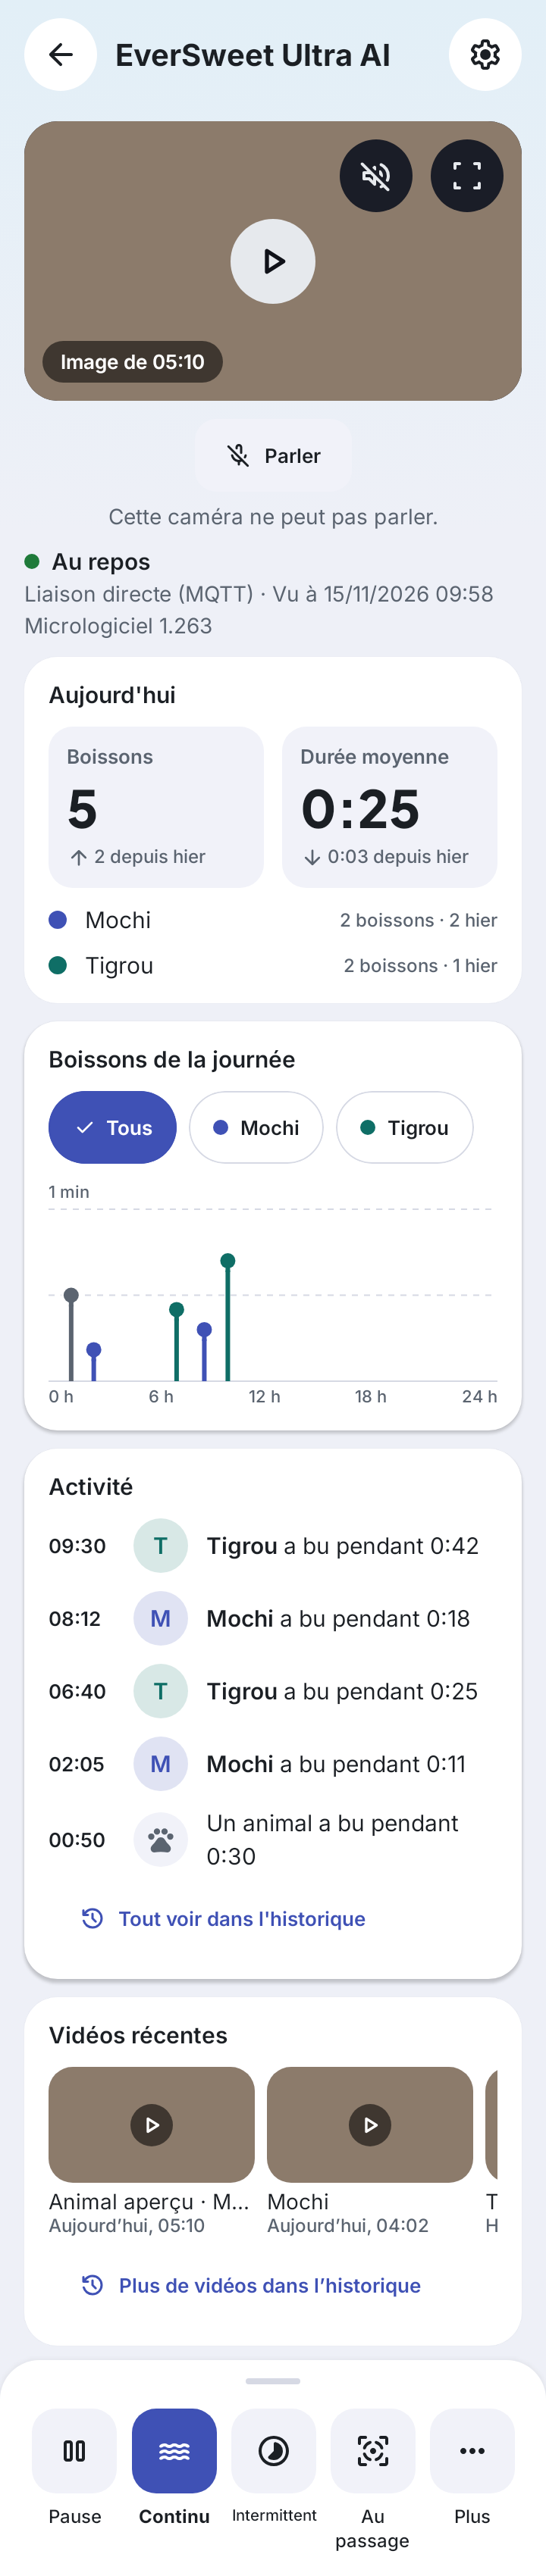 EverSweet Ultra AI
Image de 05:10
Parler
Cette caméra ne peut pas parler.
Au repos
Liaison directe (MQTT) · Vu à 15/11/2026 09:58
Micrologiciel 1.263
Aujourd'hui
Boissons
Durée moyenne
5
0:25
↑ 2 depuis hier
↓ 0:03 depuis hier
Mochi
2 boissons · 2 hier
Tigrou
2 boissons · 1 hier
Boissons de la journée
Tous
Mochi
Tigrou
1 min
0 h
6 h
12 h
18 h
24 h
Activité
09:30
T
Tigrou a bu pendant 0:42
08:12
M
Mochi a bu pendant 0:18
06:40
T
Tigrou a bu pendant 0:25
02:05
M
Mochi a bu pendant 0:11
00:50
Un animal a bu pendant
0:30
Tout voir dans l'historique
Vidéos récentes
Animal aperçu · M…
Mochi
T
Aujourd’hui, 05:10
Aujourd’hui, 04:02
H
Plus de vidéos dans l’historique
Pause
Continu
Intermittent
Au
passage
Plus